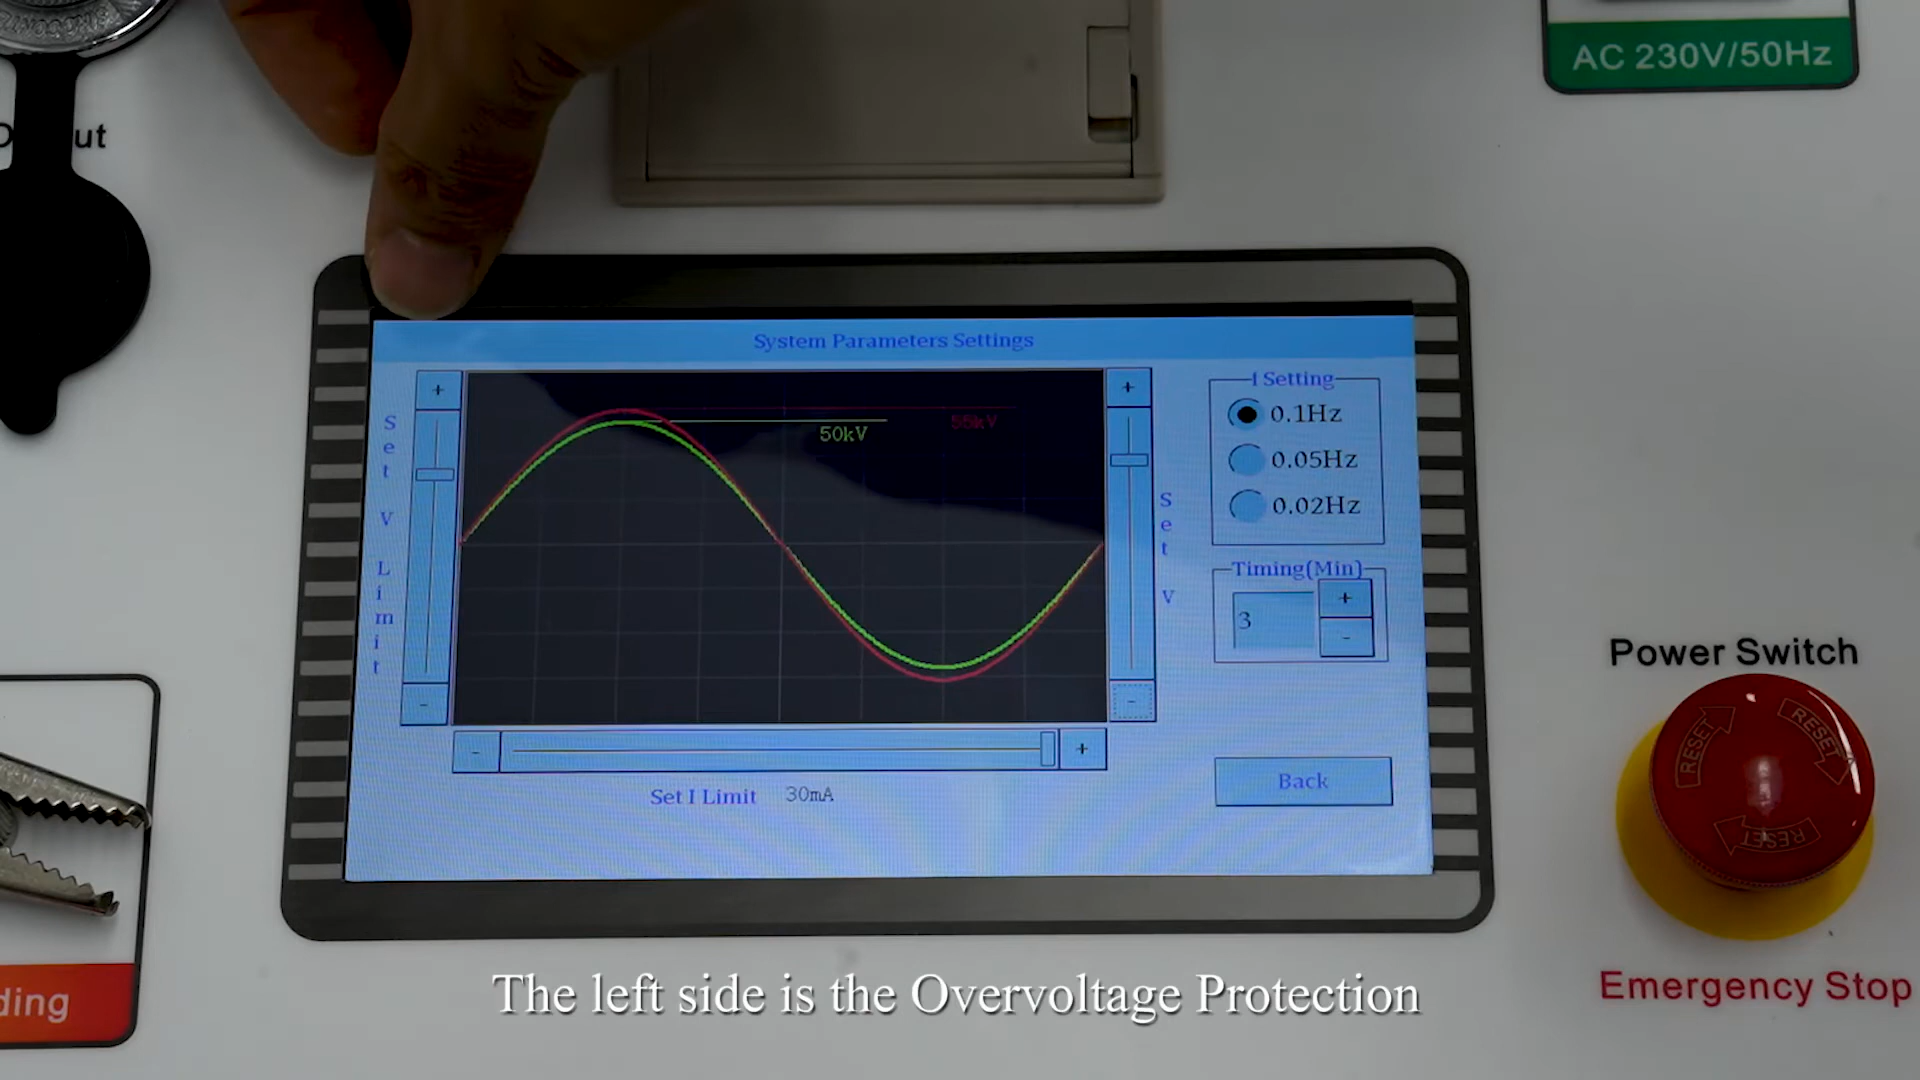 AC 230V/50Hz
System Parameters Settings
+
+
50kV
55kV
Set V Limit
Set V
f Setting
0.1Hz
0.05Hz
0.02Hz
Timing(Min)
3
+
-
-
-
-
+
Set I Limit 30mA
Back
Power Switch
RESET
RESET
RESET
Emergency Stop
The left side is the Overvoltage Protection